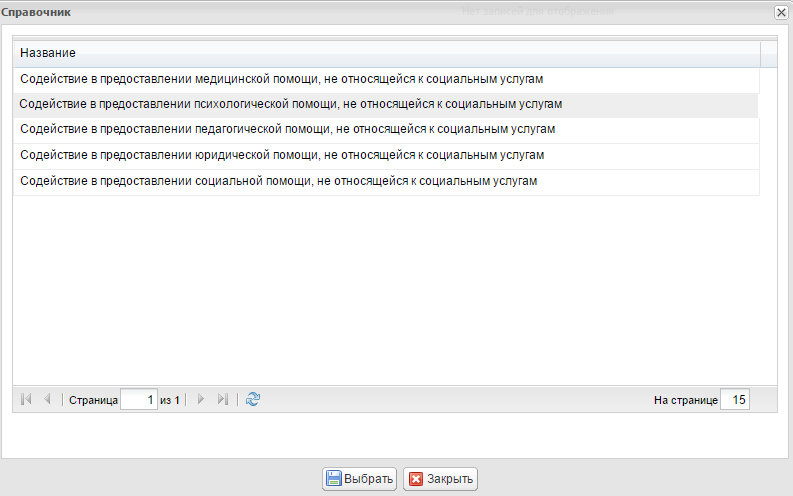 Справочник
Нет записей для отображения
Название
Содействие в предоставлении медицинской помощи, не относящейся к социальным услугам
Содействие в предоставлении психологической помощи, не относящейся к социальным услугам
Содействие в предоставлении педагогической помощи, не относящейся к социальным услугам
Содействие в предоставлении юридической помощи, не относящейся к социальным услугам
Содействие в предоставлении социальной помощи, не относящейся к социальным услугам
Страница 1 из 1 На странице 15
Выбрать Закрыть